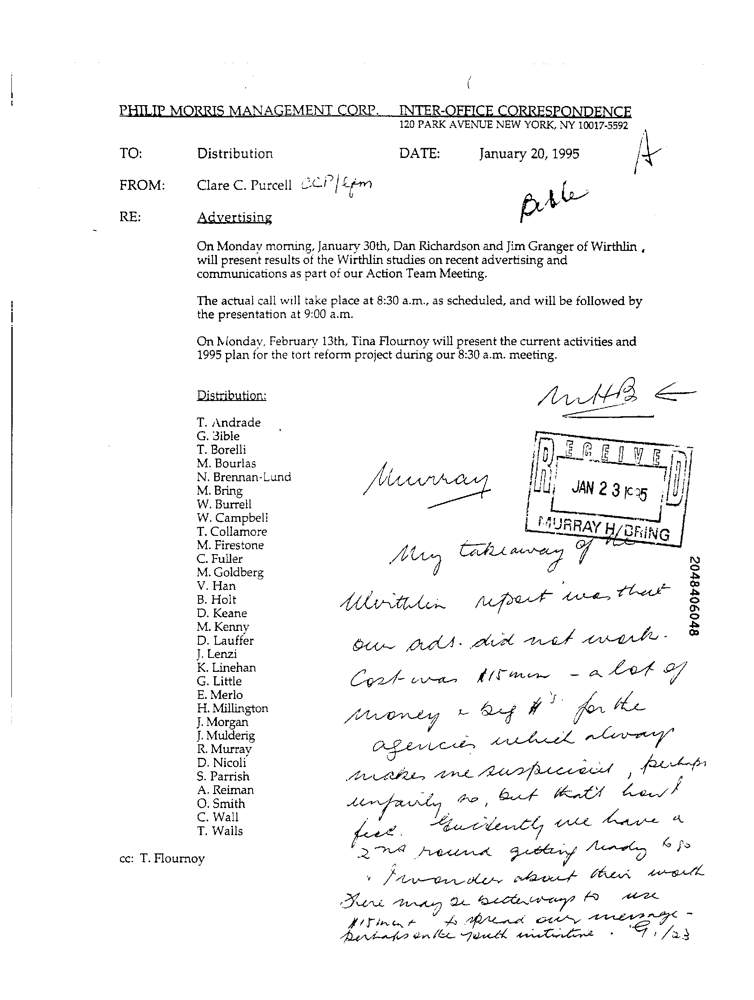 PHILIP MORRIS MANAGEMENT CORP. INTER-OFFICE CORRESPONDENCE
120 PARK AVENUE NEW YORK, NY 10017-5592
A
TO: Distribution DATE: January 20, 1995
FROM: Clare C. Purcell CCP/
Bible
RE: Advertising
On Monday morning, January 30th, Dan Richardson and Jim Granger of Wirthlin,
will present results of the Wirthlin studies on recent advertising and
communications as part of our Action Team Meeting.
The actual call will take place at 8:30 a.m., as scheduled, and will be followed by
the presentation at 9:00 a.m.
On Monday, February 13th, Tina Flournoy will present the current activities and
1995 plan for the tort reform project during our 8:30 a.m. meeting.
Distribution:
T. Andrade
G. Bible
T. Borelli
M. Bourlas
N. Brennan-Lund
M. Bring
W. Burrell
W. Campbell
T. Collamore
M. Firestone
C. Fuller
M. Goldberg
V. Han
B. Holt
D. Keane
M. Kenny
D. Lauffer
J. Lenzi
K. Linehan
G. Little
E. Merlo
H. Millington
J. Morgan
J. Mulderig
R. Murray
D. Nicoli
S. Parrish
A. Reiman
O. Smith
C. Wall
T. Walls
cc: T. Flournoy
MHB ←
RECEIVED
JAN 23 1995
MURRAY H. BRING
Murray
My takeaway of the
Wirthlin report was that
our ads. did not work.
Cost was $15 mm - a lot of
money & big #'s for the
agencies which always
makes me suspicious, perhaps
unfairly so, but that's how I
feel. Evidently we have a
2nd round getting ready to go
. I wonder about their worth
There may be better ways to use
$15mm+ to spread our message -
perhaps on the youth initiative. G. 1/23
2048406048